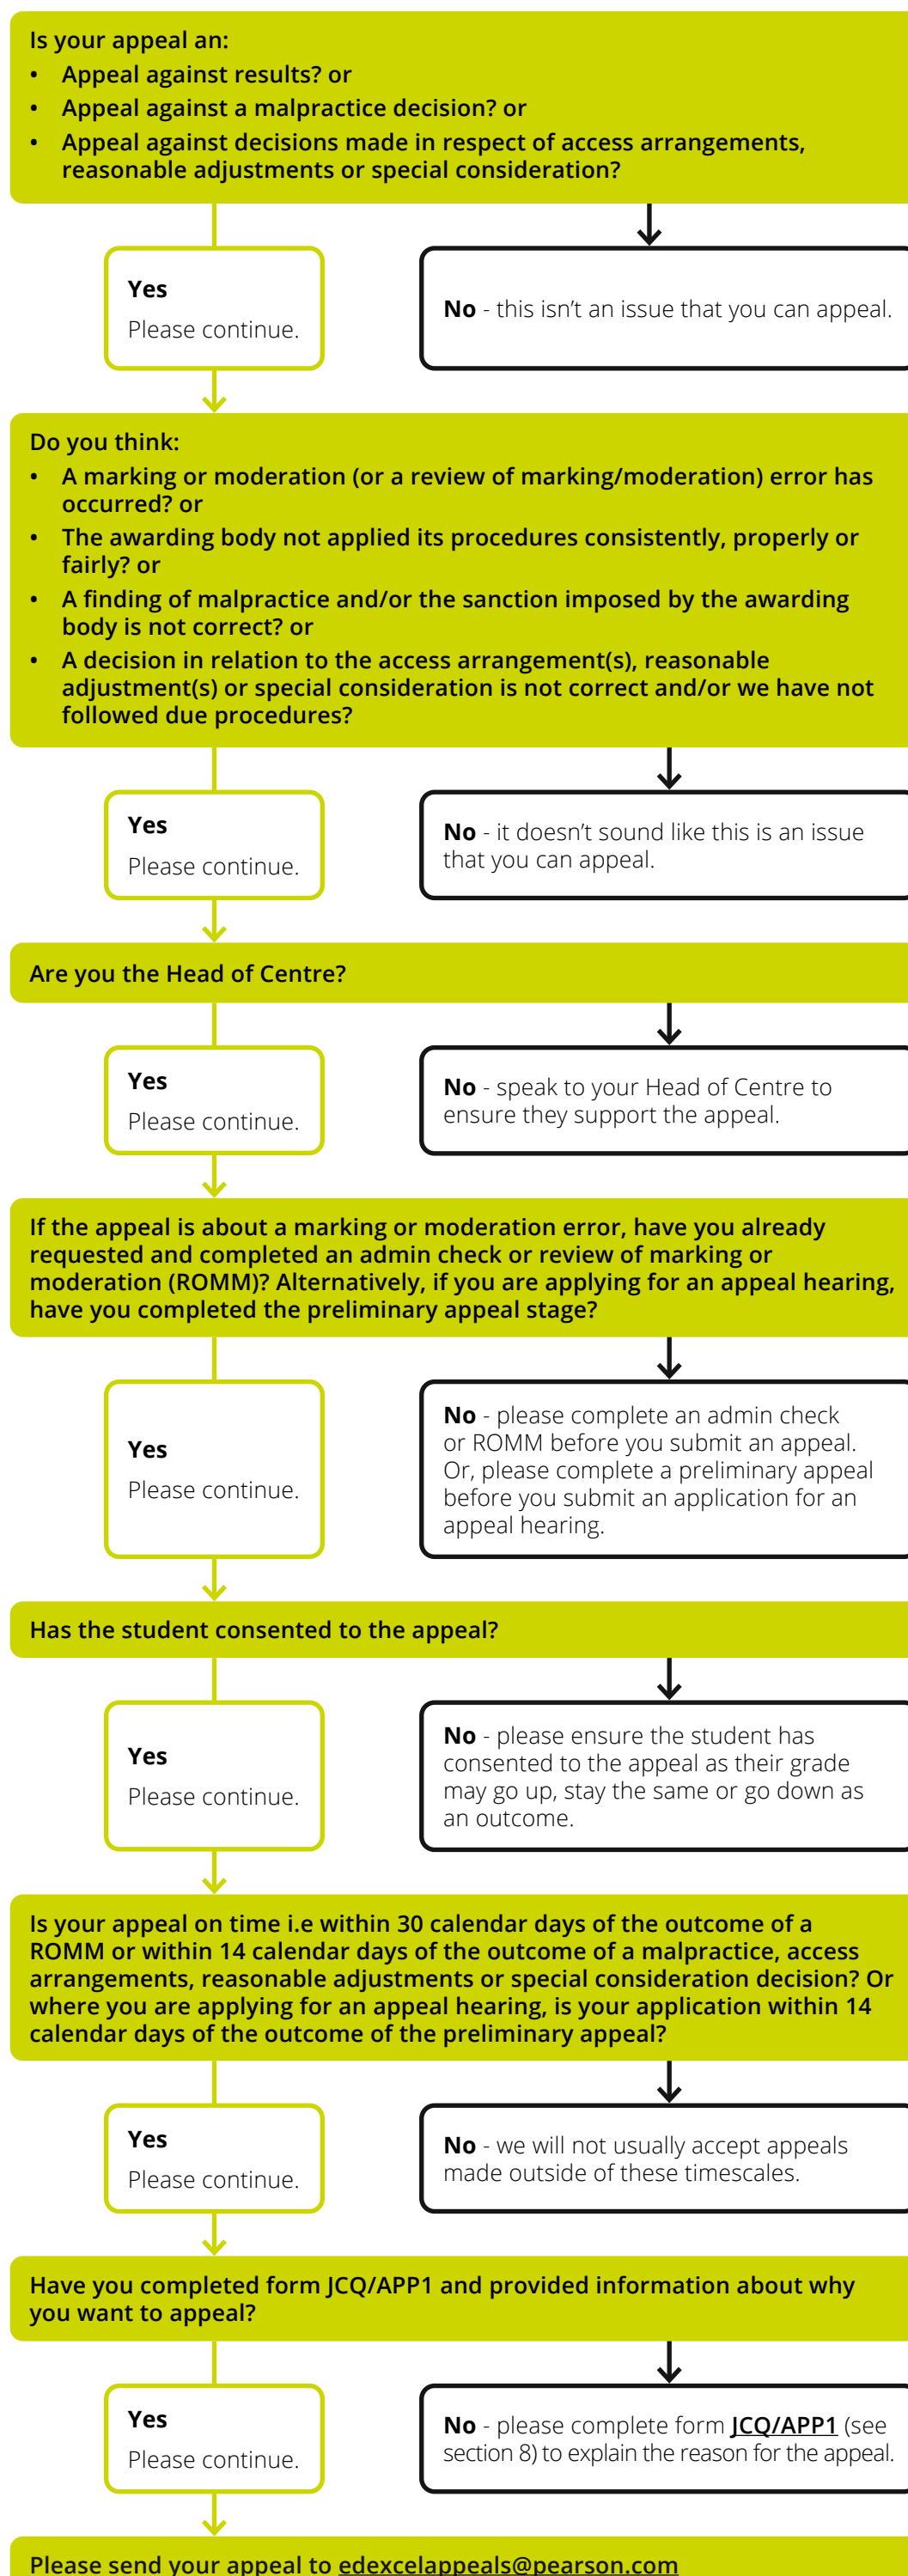 Is your appeal an:
• Appeal against results? or
• Appeal against a malpractice decision? or
• Appeal against decisions made in respect of access arrangements,
reasonable adjustments or special consideration?
Yes
Please continue.
No - this isn’t an issue that you can appeal.
Do you think:
• A marking or moderation (or a review of marking/moderation) error has
occurred? or
• The awarding body not applied its procedures consistently, properly or
fairly? or
• A finding of malpractice and/or the sanction imposed by the awarding
body is not correct? or
• A decision in relation to the access arrangement(s), reasonable
adjustment(s) or special consideration is not correct and/or we have not
followed due procedures?
Yes
Please continue.
No - it doesn’t sound like this is an issue
that you can appeal.
Are you the Head of Centre?
Yes
Please continue.
No - speak to your Head of Centre to
ensure they support the appeal.
If the appeal is about a marking or moderation error, have you already
requested and completed an admin check or review of marking or
moderation (ROMM)? Alternatively, if you are applying for an appeal hearing,
have you completed the preliminary appeal stage?
Yes
Please continue.
No - please complete an admin check
or ROMM before you submit an appeal.
Or, please complete a preliminary appeal
before you submit an application for an
appeal hearing.
Has the student consented to the appeal?
Yes
Please continue.
No - please ensure the student has
consented to the appeal as their grade
may go up, stay the same or go down as
an outcome.
Is your appeal on time i.e within 30 calendar days of the outcome of a
ROMM or within 14 calendar days of the outcome of a malpractice, access
arrangements, reasonable adjustments or special consideration decision? Or
where you are applying for an appeal hearing, is your application within 14
calendar days of the outcome of the preliminary appeal?
Yes
Please continue.
No - we will not usually accept appeals
made outside of these timescales.
Have you completed form JCQ/APP1 and provided information about why
you want to appeal?
Yes
Please continue.
No - please complete form JCQ/APP1 (see
section 8) to explain the reason for the appeal.
Please send your appeal to edexcelappeals@pearson.com